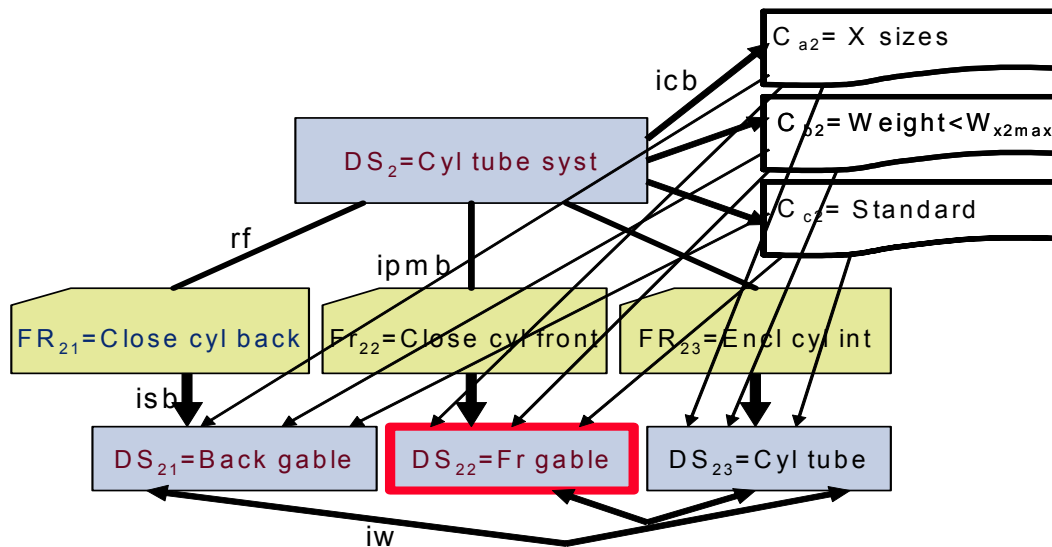 C a2= X sizes
icb
C b2= Weight<W x2max
DS2=Cyl tube syst
C c2= Standard
rf
ipmb
FR21=Close cyl back
Fr22=Close cyl front
FR23=Encl cyl int
isb
DS21=Back gable
DS22=Fr gable
DS23=Cyl tube
iw